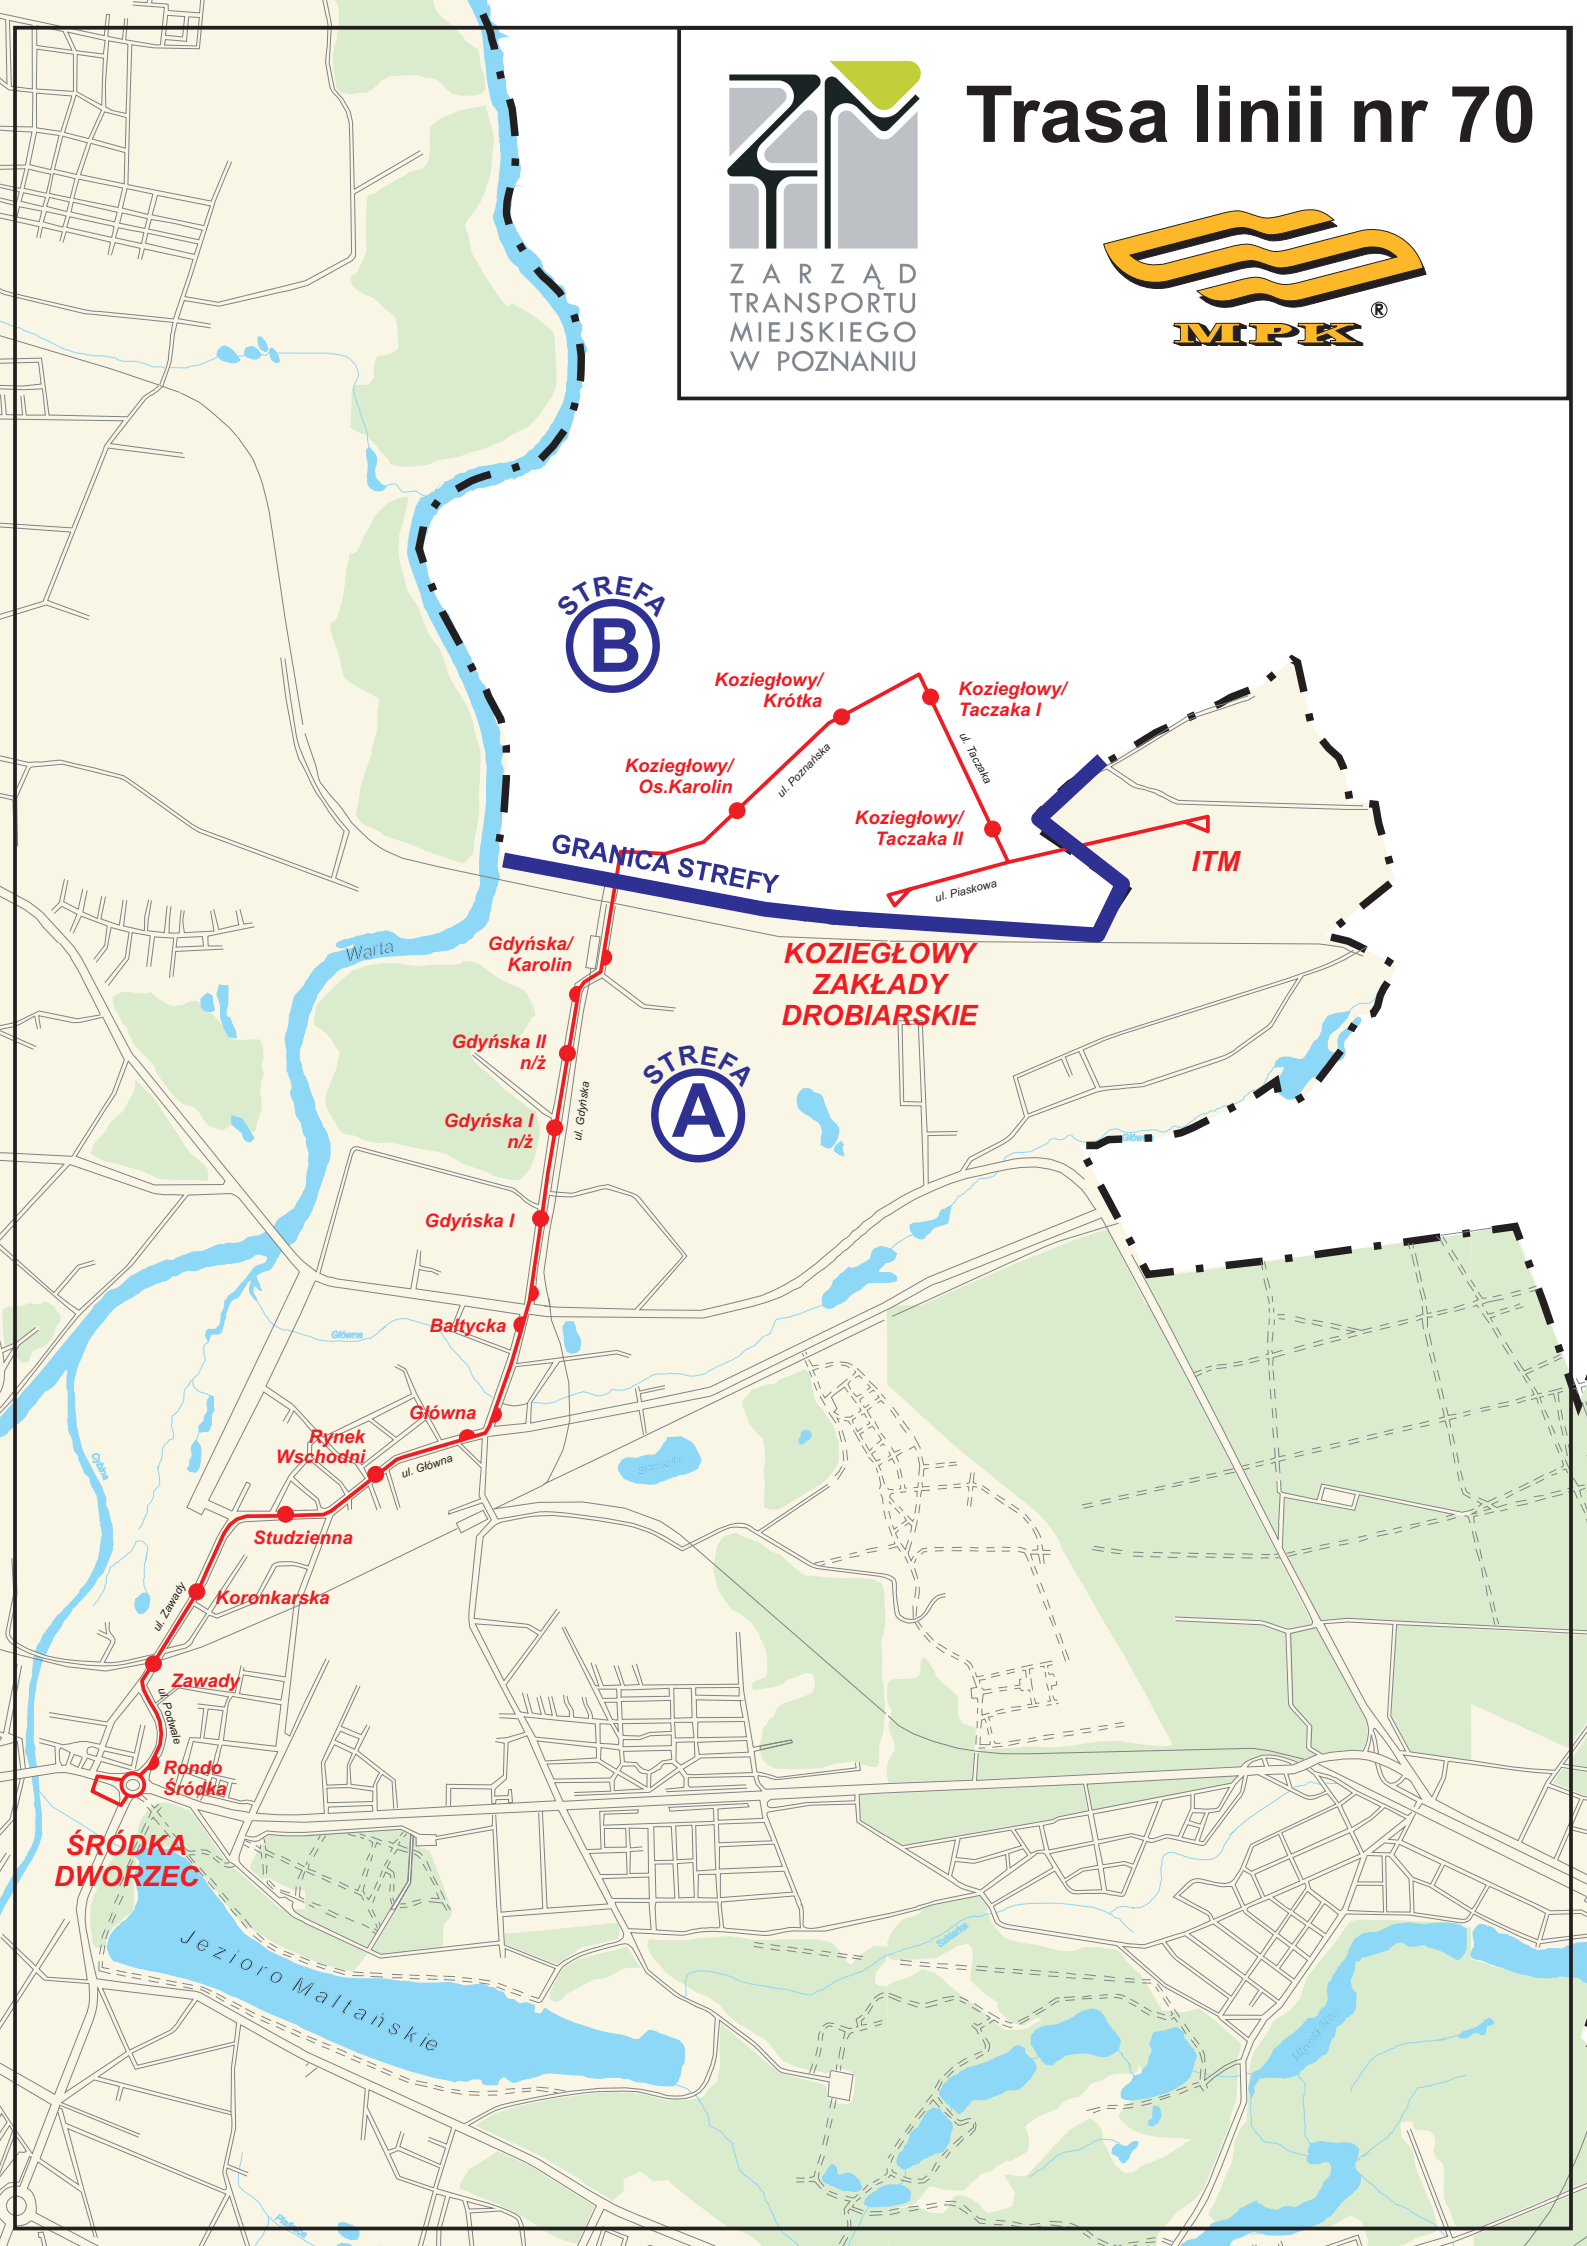 Trasa linii nr 70
ZARZĄD
TRANSPORTU
MIEJSKIEGO
W POZNANIU
MPK
®
STREFA
B
Koziegłowy/
Krótka
Koziegłowy/
Taczaka I
ul. Taczaka
Koziegłowy/
Os.Karolin
ul. Poznańska
Koziegłowy/
Taczaka II
GRANICA STREFY
ITM
ul. Piaskowa
Warta
Gdyńska/
Karolin
KOZIEGŁOWY
ZAKŁADY
DROBIARSKIE
Gdyńska II
n/ż
STREFA
A
ul. Gdyńska
Gdyńska I
n/ż
Gdyńska I
Bałtycka
Główna
Główna
Rynek
Wschodni
ul. Główna
Cybina
Studzienna
Koronkarska
ul. Zawady
Zawady
ul. Podwale
Rondo
Śródka
ŚRÓDKA
DWORZEC
Jezioro Maltańskie